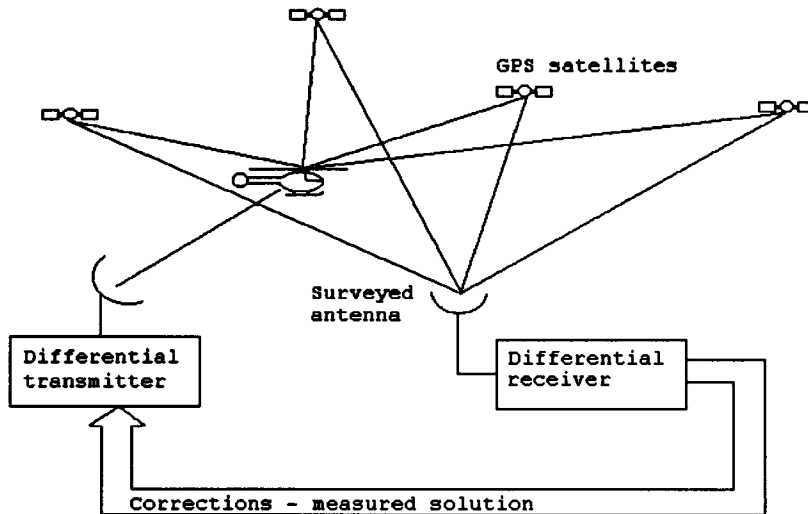 GPS satellites
Surveyed
antenna
Differential
transmitter
Differential
receiver
Corrections - measured solution